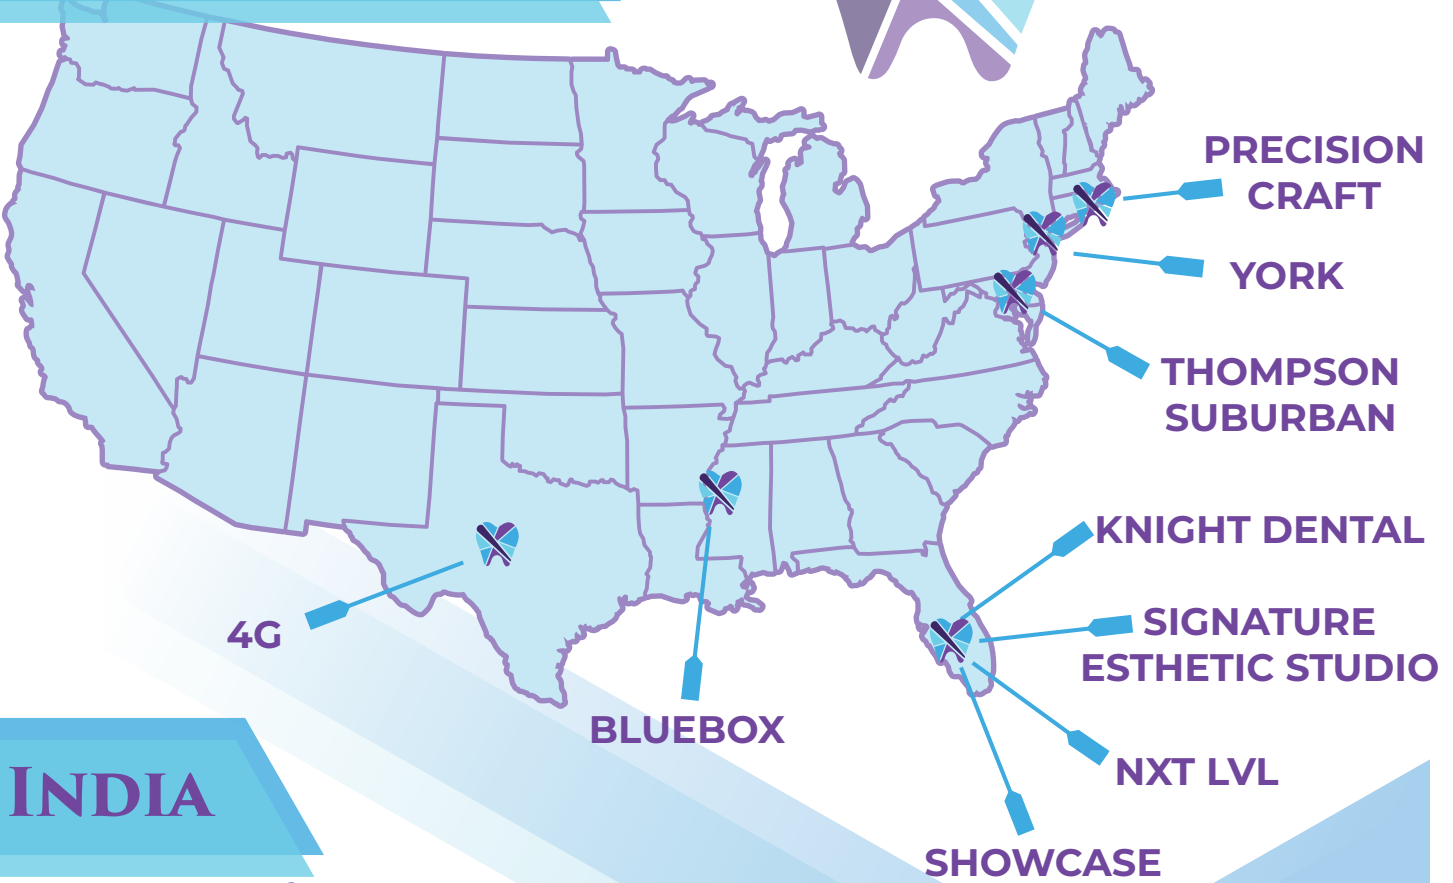 PRECISION
CRAFT
YORK
THOMPSON
SUBURBAN
KNIGHT DENTAL
SIGNATURE
ESTHETIC STUDIO
4G
BLUEBOX
NXT LVL
INDIA
SHOWCASE